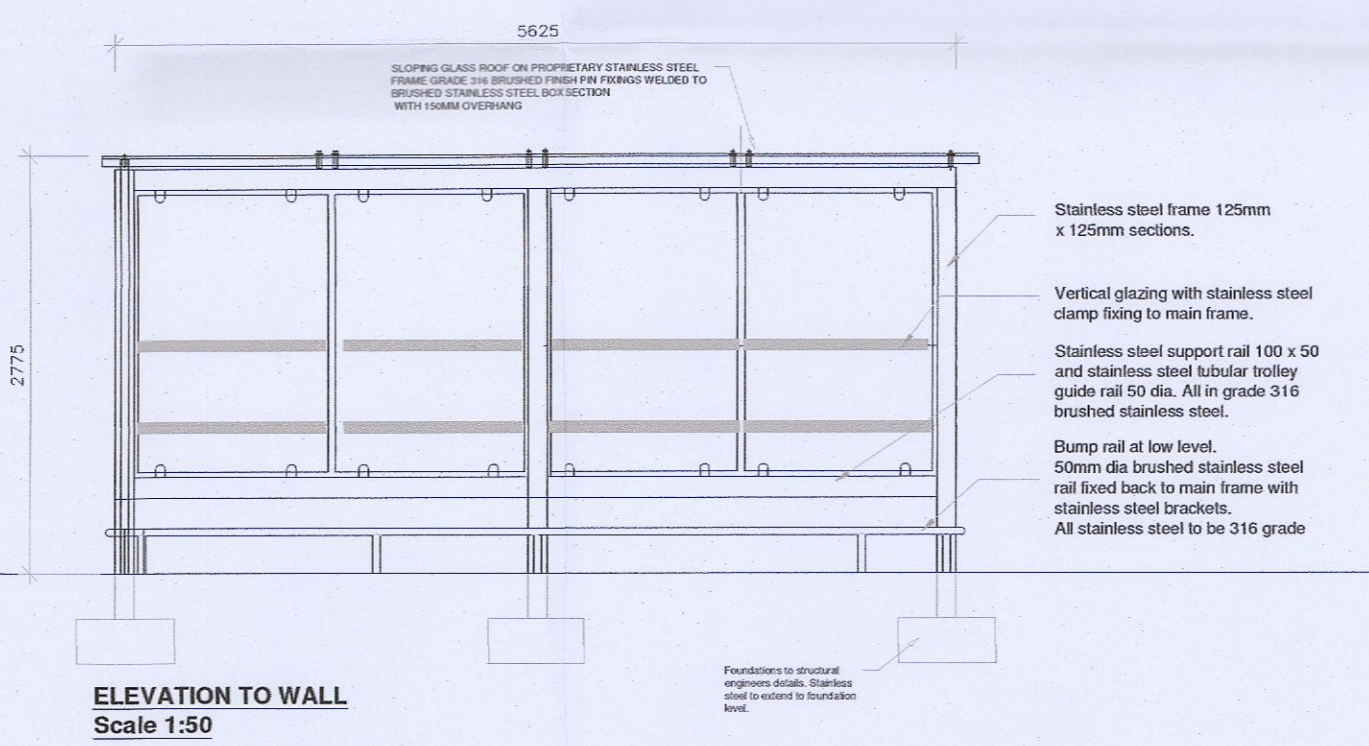 5625
SLOPING GLASS ROOF ON PROPRIETARY STAINLESS STEEL
FRAME GRADE 316 BRUSHED FINISH PIN FIXINGS WELDED TO
BRUSHED STAINLESS STEEL BOX SECTION
WITH 150MM OVERHANG
2775
Stainless steel frame 125mm
x 125mm sections.
Vertical glazing with stainless steel
clamp fixing to main frame.
Stainless steel support rail 100 x 50
and stainless steel tubular trolley
guide rail 50 dia. All in grade 316
brushed stainless steel.
Bump rail at low level.
50mm dia brushed stainless steel
rail fixed back to main frame with
stainless steel brackets.
All stainless steel to be 316 grade
Foundations to structural
engineers details. Stainless
steel to extend to foundation
level.
ELEVATION TO WALL
Scale 1:50